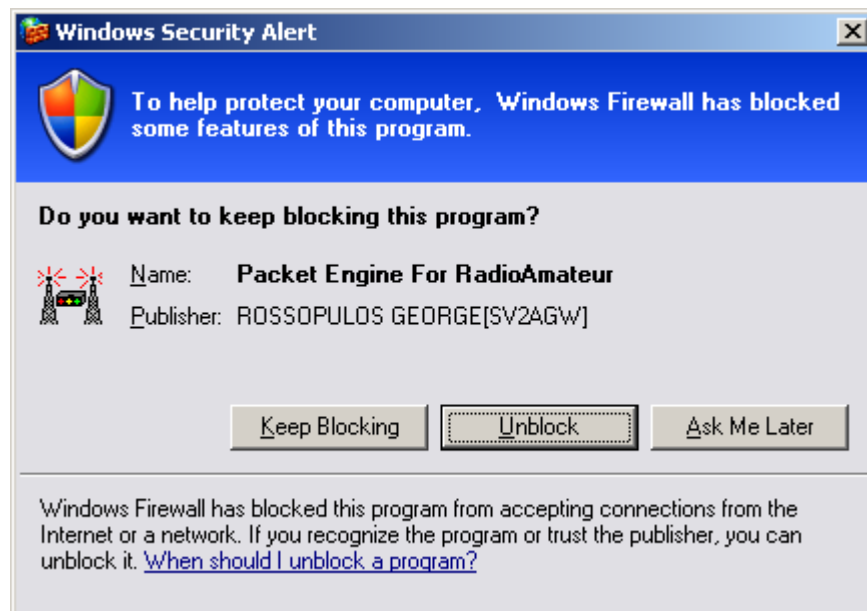 Windows Security Alert
To help protect your computer, Windows Firewall has blocked
some features of this program.
Do you want to keep blocking this program?
Name: Packet Engine For RadioAmateur
Publisher: ROSSOPULOS GEORGE[SV2AGW]
Keep Blocking Unblock Ask Me Later
Windows Firewall has blocked this program from accepting connections from the
Internet or a network. If you recognize the program or trust the publisher, you can
unblock it. When should I unblock a program?